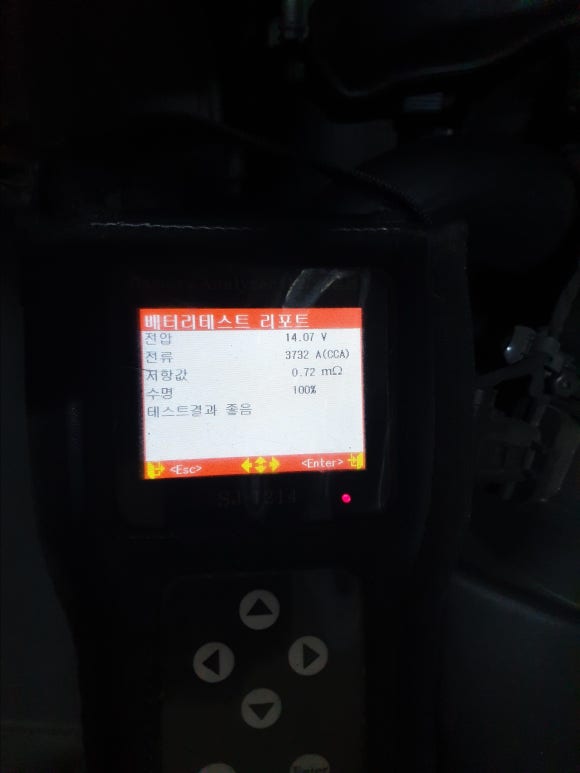 배터리테스트 리포트
전압 14.07 V
전류 3732 A(CCA)
저항값 0.72 mΩ
수명 100%
테스트결과 좋음
<Esc> <Enter>
Enter